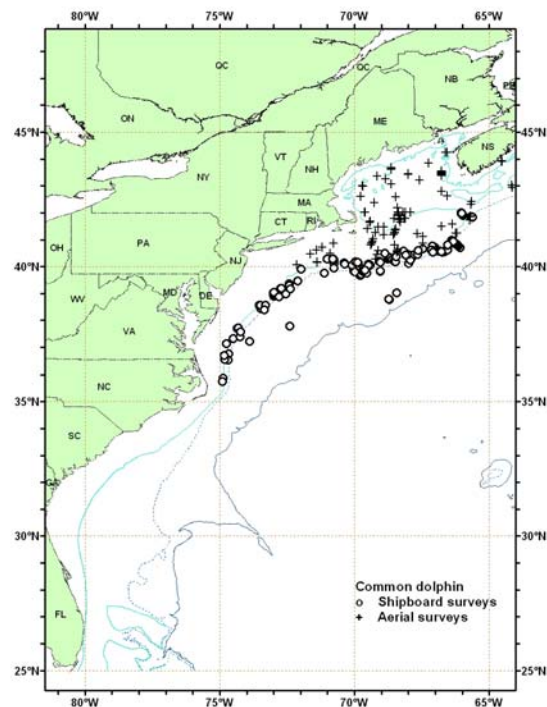 80°W 75°W 70°W 65°W
QC QC NB PE
ON ME
45°N 45°N
VT NS
NH
NY
MA
CT RI
PA
OH NJ
40°N 40°N
MD DE
WV
VA
NC
35°N 35°N
SC
GA
30°N 30°N
Common dolphin
Shipboard surveys
FL Aerial surveys
25°N 25°N
80°W 75°W 70°W 65°W